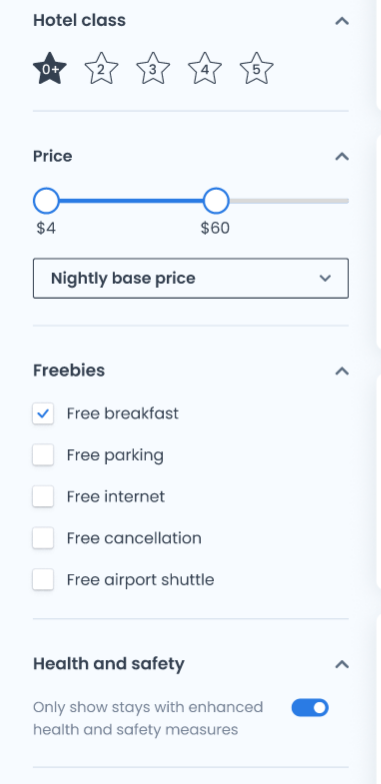 Hotel class
0+ 2 3 4 5
Price
$4 $60
Nightly base price
Freebies
Free breakfast
Free parking
Free internet
Free cancellation
Free airport shuttle
Health and safety
Only show stays with enhanced
health and safety measures